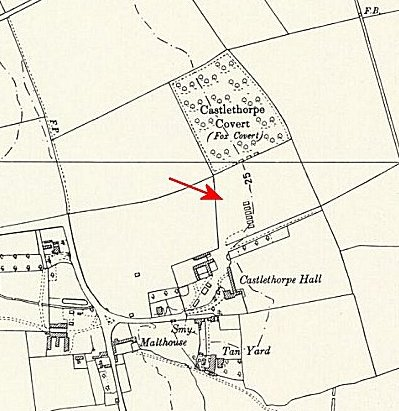 F.B.
Castlethorpe
Covert
(Fox Covert)
F.P.
25
Castlethorpe Hall
Smy.
Malthouse
Tan Yard